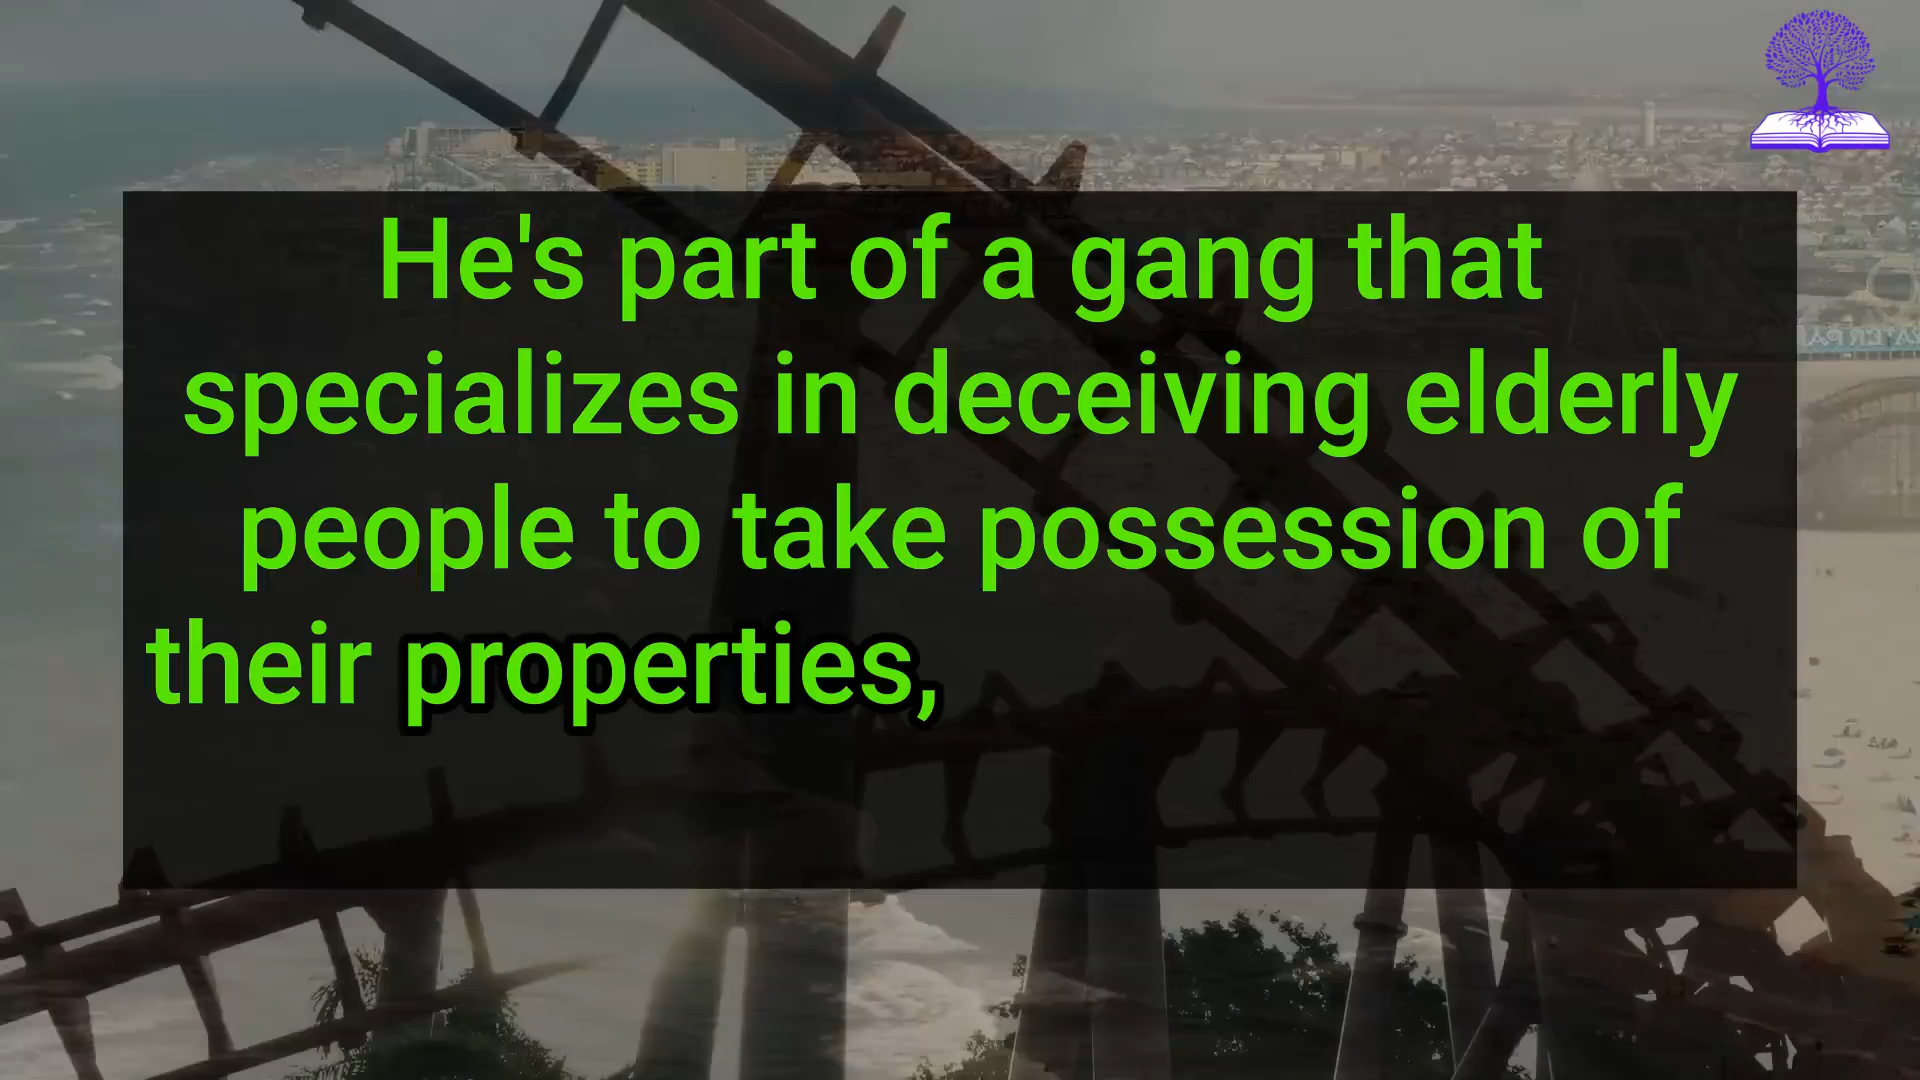 He's part of a gang that
specializes in deceiving elderly
people to take possession of
their properties,